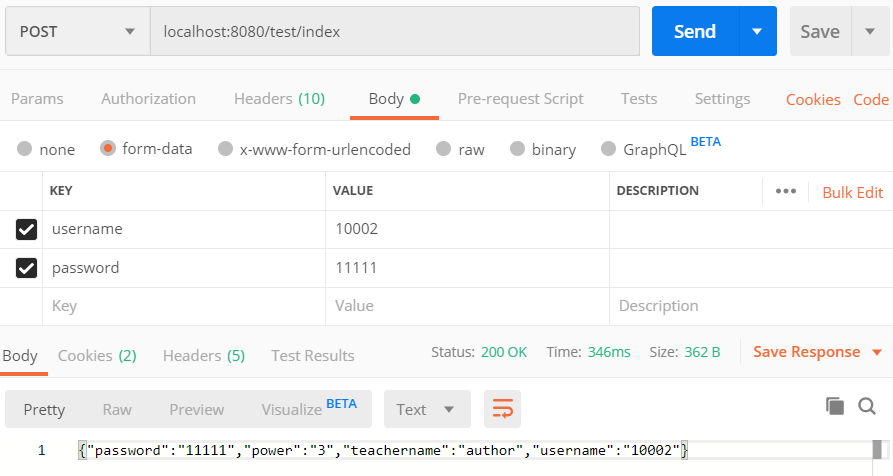 POST localhost:8080/test/index Send Save
Params Authorization Headers (10) Body Pre-request Script Tests Settings Cookies Code
none form-data x-www-form-urlencoded raw binary GraphQL BETA
KEY VALUE DESCRIPTION ••• Bulk Edit
username 10002
password 11111
Key Value Description
Body Cookies (2) Headers (5) Test Results Status: 200 OK Time: 346ms Size: 362 B Save Response
Pretty Raw Preview Visualize BETA Text
1 {"password":"11111","power":"3","teachername":"author","username":"10002"}